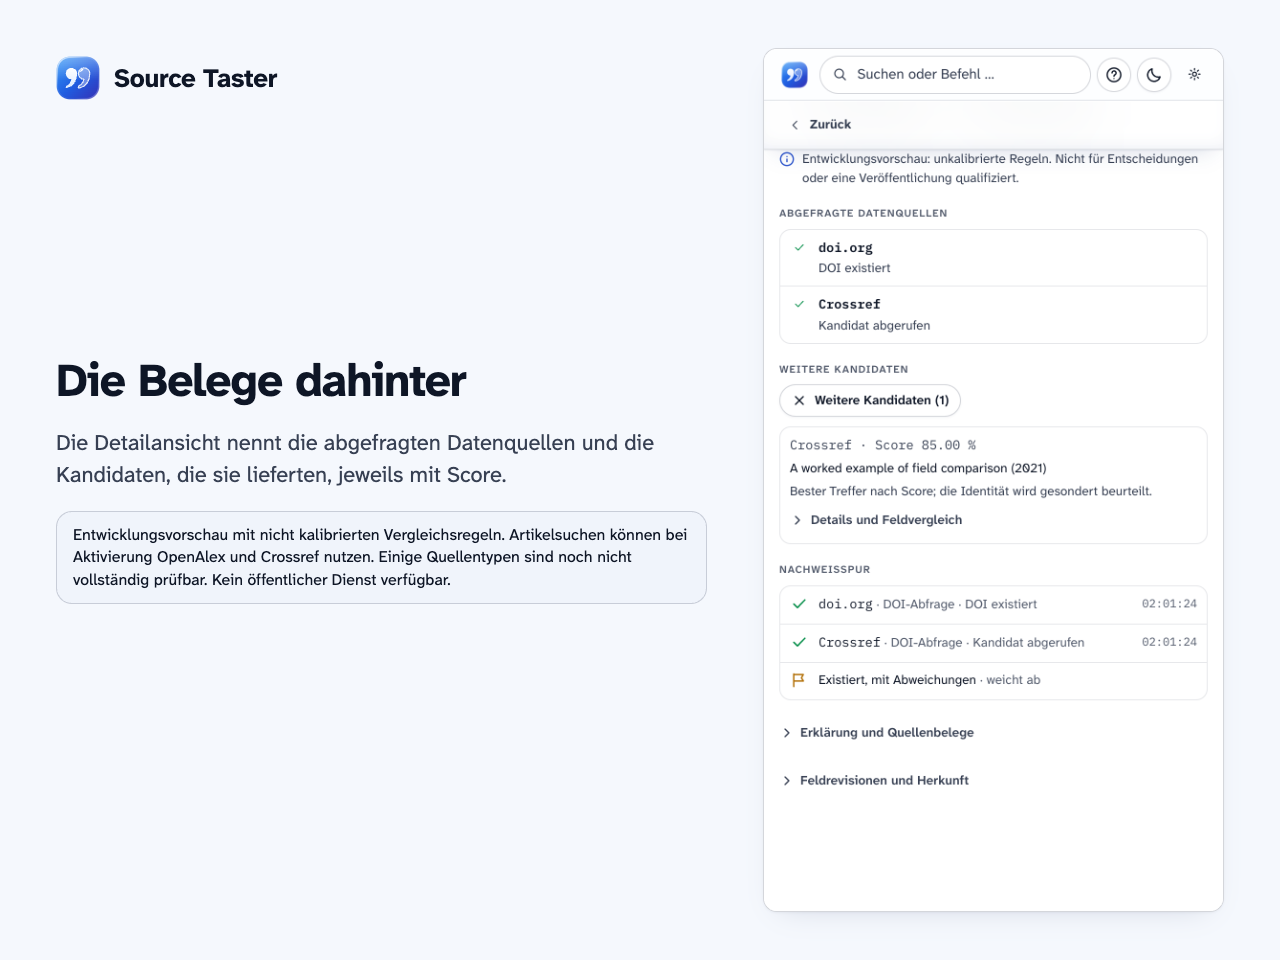 Source Taster
Die Belege dahinter
Die Detailansicht nennt die abgefragten Datenquellen und die
Kandidaten, die sie lieferten, jeweils mit Score.
Entwicklungsvorschau mit nicht kalibrierten Vergleichsregeln. Artikelsuchen können bei
Aktivierung OpenAlex und Crossref nutzen. Einige Quellentypen sind noch nicht
vollständig prüfbar. Kein öffentlicher Dienst verfügbar.
Suchen oder Befehl ...
Zurück
Entwicklungsvorschau: unkalibrierte Regeln. Nicht für Entscheidungen
oder eine Veröffentlichung qualifiziert.
ABGEFRAGTE DATENQUELLEN
doi.org
DOI existiert
Crossref
Kandidat abgerufen
WEITERE KANDIDATEN
Weitere Kandidaten (1)
Crossref · Score 85.00 %
A worked example of field comparison (2021)
Bester Treffer nach Score; die Identität wird gesondert beurteilt.
Details und Feldvergleich
NACHWEISSPUR
doi.org · DOI-Abfrage · DOI existiert 02:01:24
Crossref · DOI-Abfrage · Kandidat abgerufen 02:01:24
Existiert, mit Abweichungen · weicht ab
Erklärung und Quellenbelege
Feldrevisionen und Herkunft